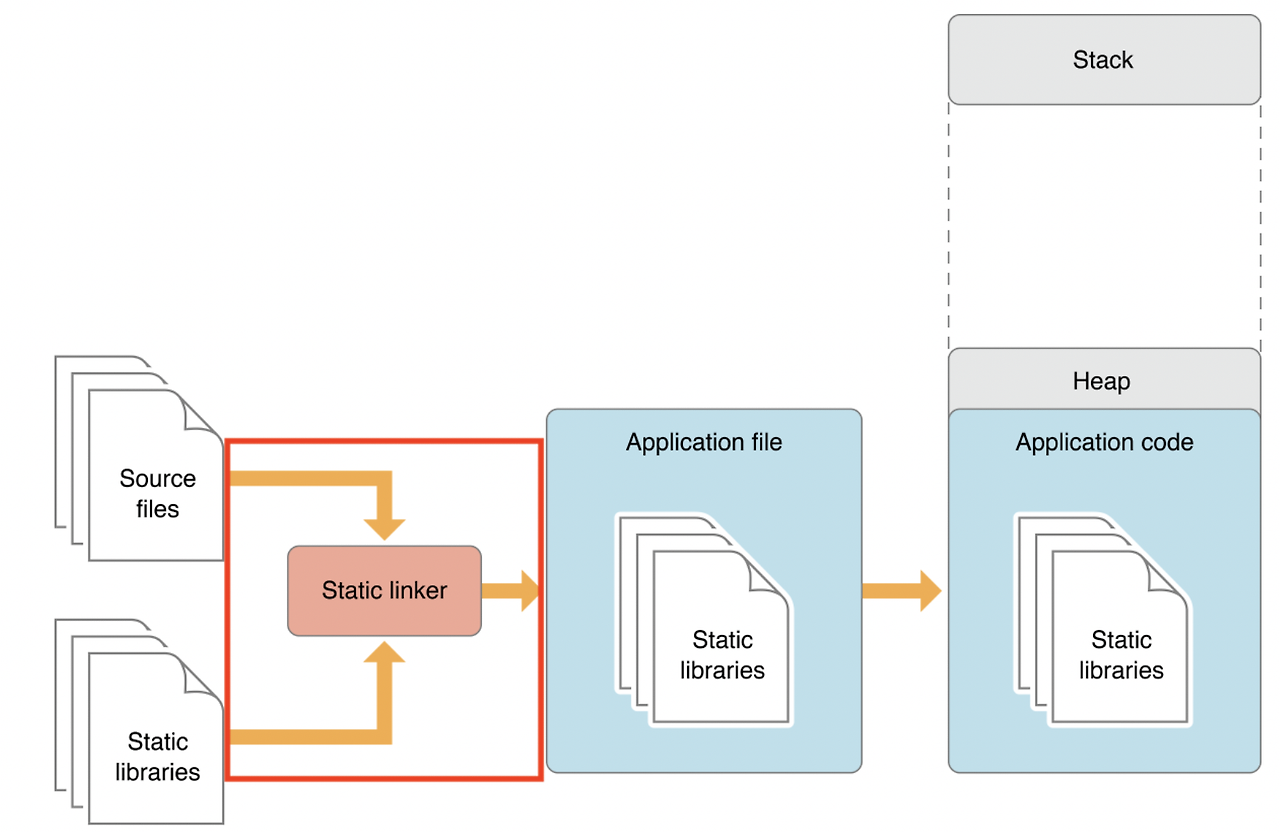 Stack
Heap
Source
files
Static linker
Static
libraries
Application file
Static
libraries
Application code
Static
libraries